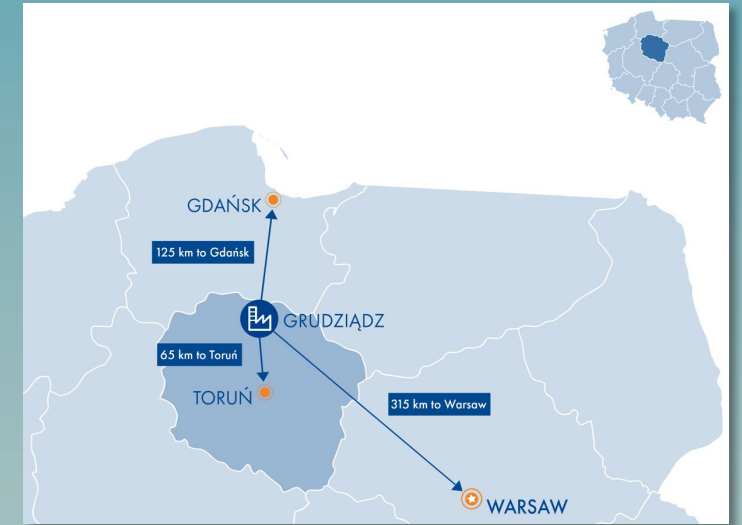 GDAŃSK
125 km to Gdańsk
GRUDZIĄDZ
65 km to Toruń
TORUŃ
315 km to Warsaw
WARSAW